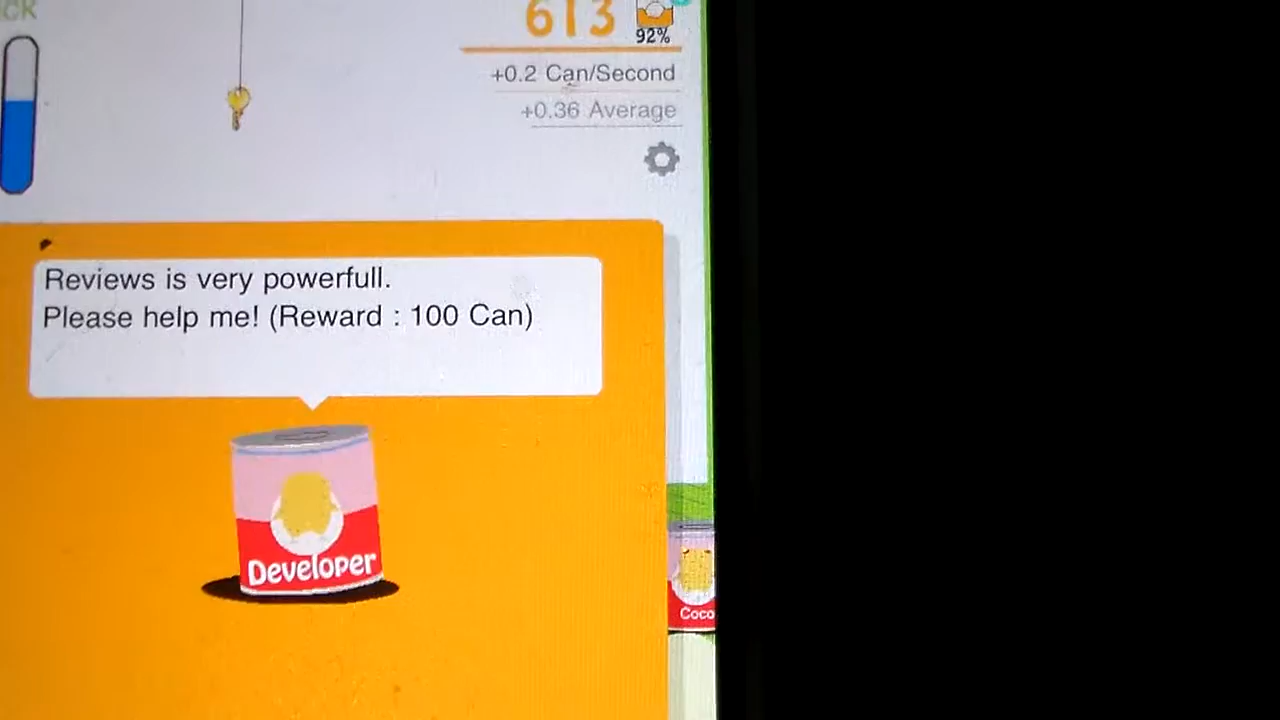 613
92%
+0.2 Can/Second
+0.36 Average
Reviews is very powerfull.
Please help me! (Reward : 100 Can)
Developer
Coco